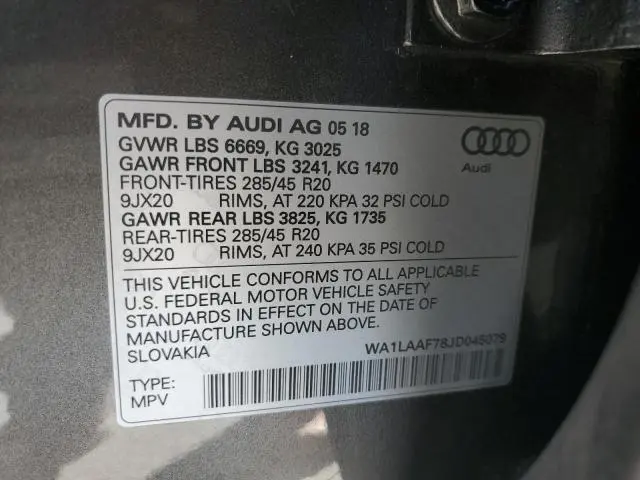 MFD. BY AUDI AG 05 18
GVWR LBS 6669, KG 3025
GAWR FRONT LBS 3241, KG 1470
FRONT-TIRES 285/45 R20
9JX20 RIMS, AT 220 KPA 32 PSI COLD
GAWR REAR LBS 3825, KG 1735
REAR-TIRES 285/45 R20
9JX20 RIMS, AT 240 KPA 35 PSI COLD
Audi
THIS VEHICLE CONFORMS TO ALL APPLICABLE
U.S. FEDERAL MOTOR VEHICLE SAFETY
STANDARDS IN EFFECT ON THE DATE OF
MANUFACTURE SHOWN ABOVE.
SLOVAKIA
WA1LAAF78JD045079
TYPE:
MPV